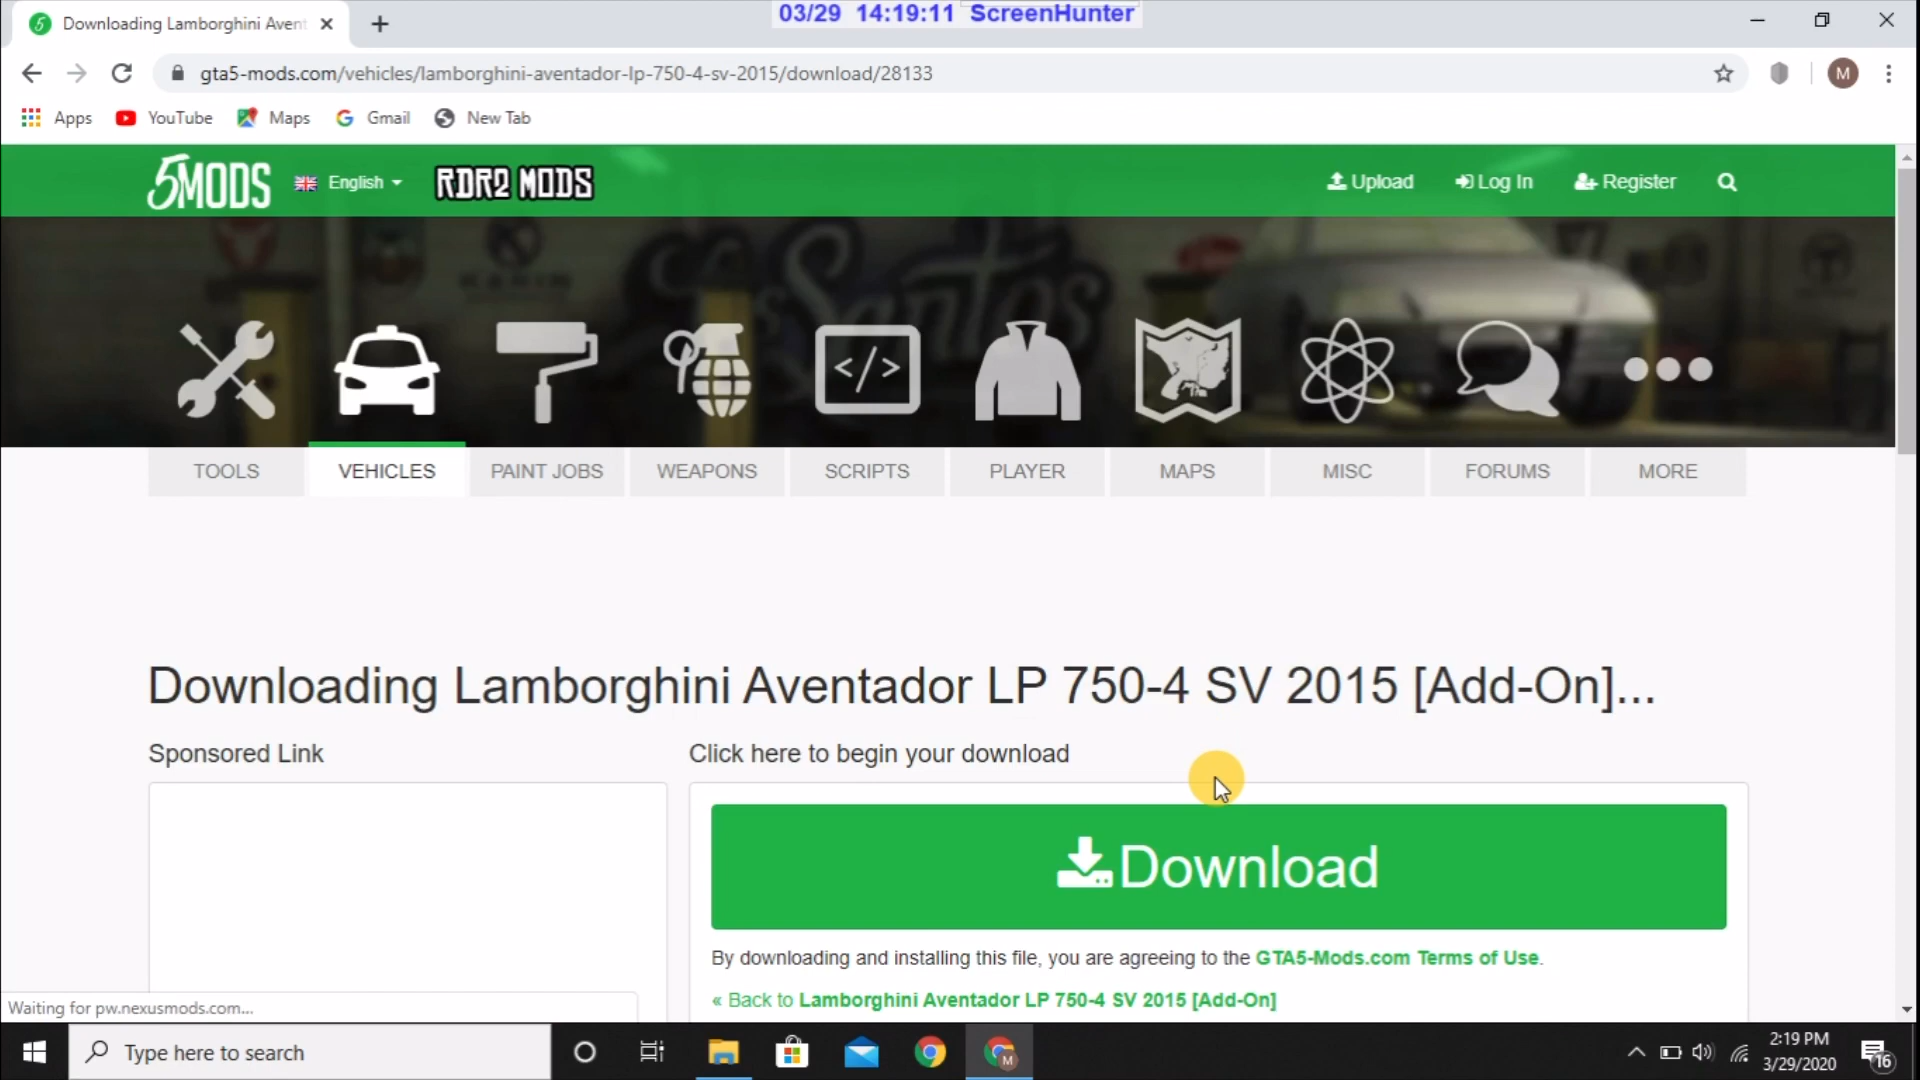 Downloading Lamborghini Avent
03/29 14:19:11 ScreenHunter
gta5-mods.com/vehicles/lamborghini-aventador-lp-750-4-sv-2015/download/28133
M
Apps YouTube Maps Gmail New Tab
5MODS English RDR2 MODS Upload Log In Register
Los Santos
</>
TOOLS VEHICLES PAINT JOBS WEAPONS SCRIPTS PLAYER MAPS MISC FORUMS MORE
Downloading Lamborghini Aventador LP 750-4 SV 2015 [Add-On]...
Sponsored Link
Click here to begin your download
Download
By downloading and installing this file, you are agreeing to the GTA5-Mods.com Terms of Use.
« Back to Lamborghini Aventador LP 750-4 SV 2015 [Add-On]
Waiting for pw.nexusmods.com...
Type here to search
M
2:19 PM
3/29/2020
16